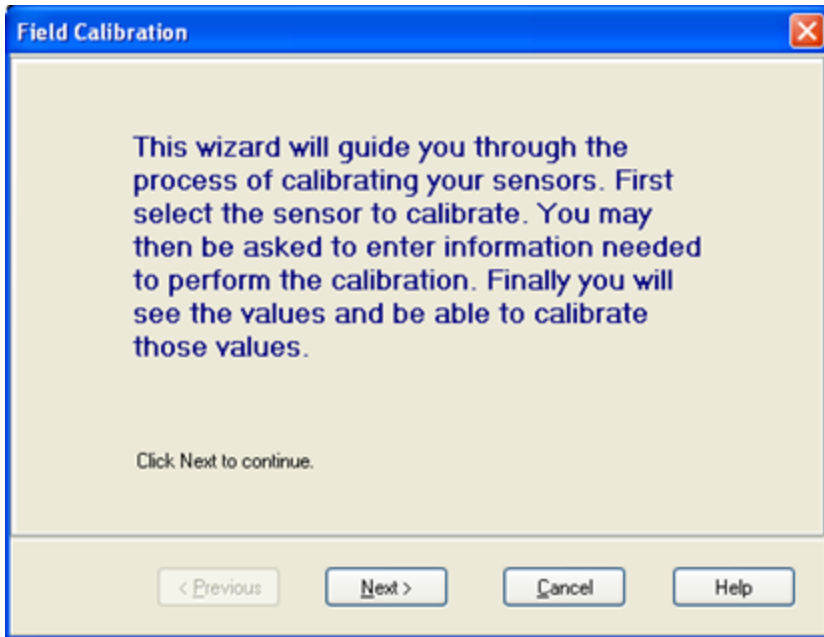 Field Calibration
This wizard will guide you through the
process of calibrating your sensors. First
select the sensor to calibrate. You may
then be asked to enter information needed
to perform the calibration. Finally you will
see the values and be able to calibrate
those values.
Click Next to continue.
< Previous
Next >
Cancel
Help